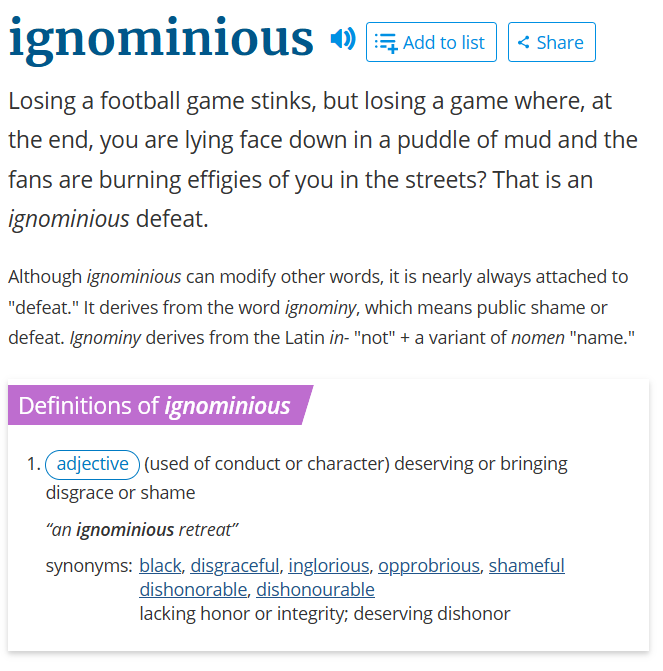 ignominious Add to list Share
Losing a football game stinks, but losing a game where, at
the end, you are lying face down in a puddle of mud and the
fans are burning effigies of you in the streets? That is an
ignominious defeat.
Although ignominious can modify other words, it is nearly always attached to
"defeat." It derives from the word ignominy, which means public shame or
defeat. Ignominy derives from the Latin in- "not" + a variant of nomen "name."
Definitions of ignominious
1. adjective (used of conduct or character) deserving or bringing
disgrace or shame
“an ignominious retreat”
synonyms: black, disgraceful, inglorious, opprobrious, shameful
dishonorable, dishonourable
lacking honor or integrity; deserving dishonor